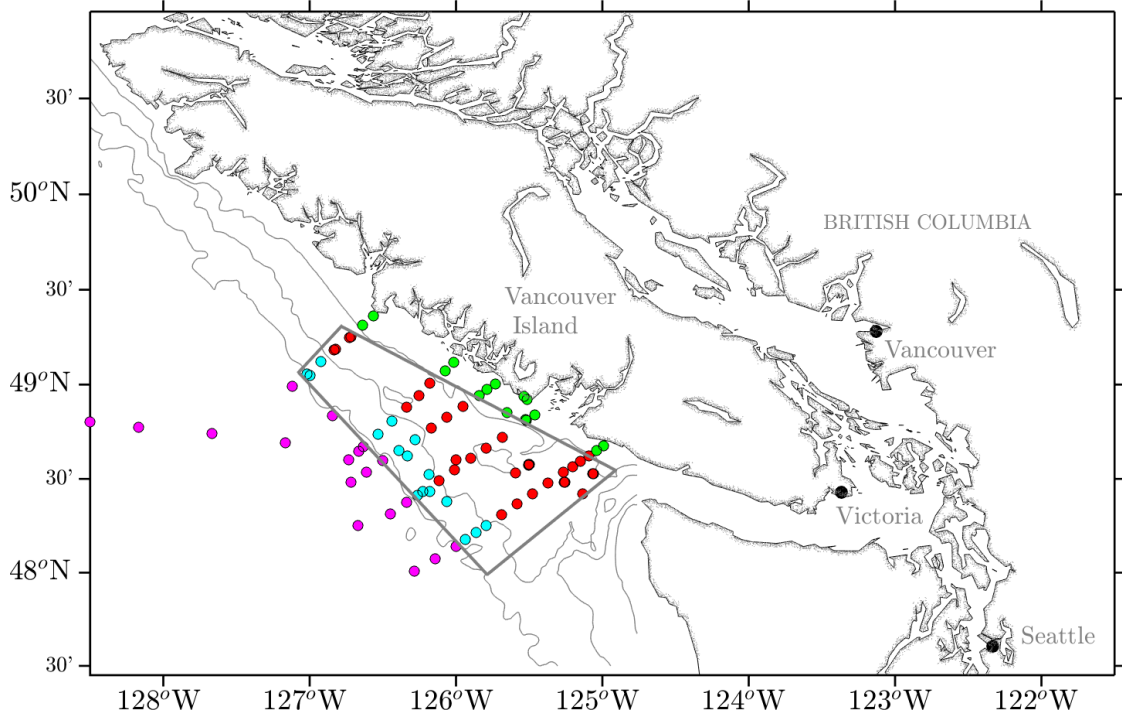 30'
50°N
BRITISH COLUMBIA
30'
Vancouver
Island
Vancouver
49°N
30'
Victoria
48°N
Seattle
30'
128°W
127°W
126°W
125°W
124°W
123°W
122°W